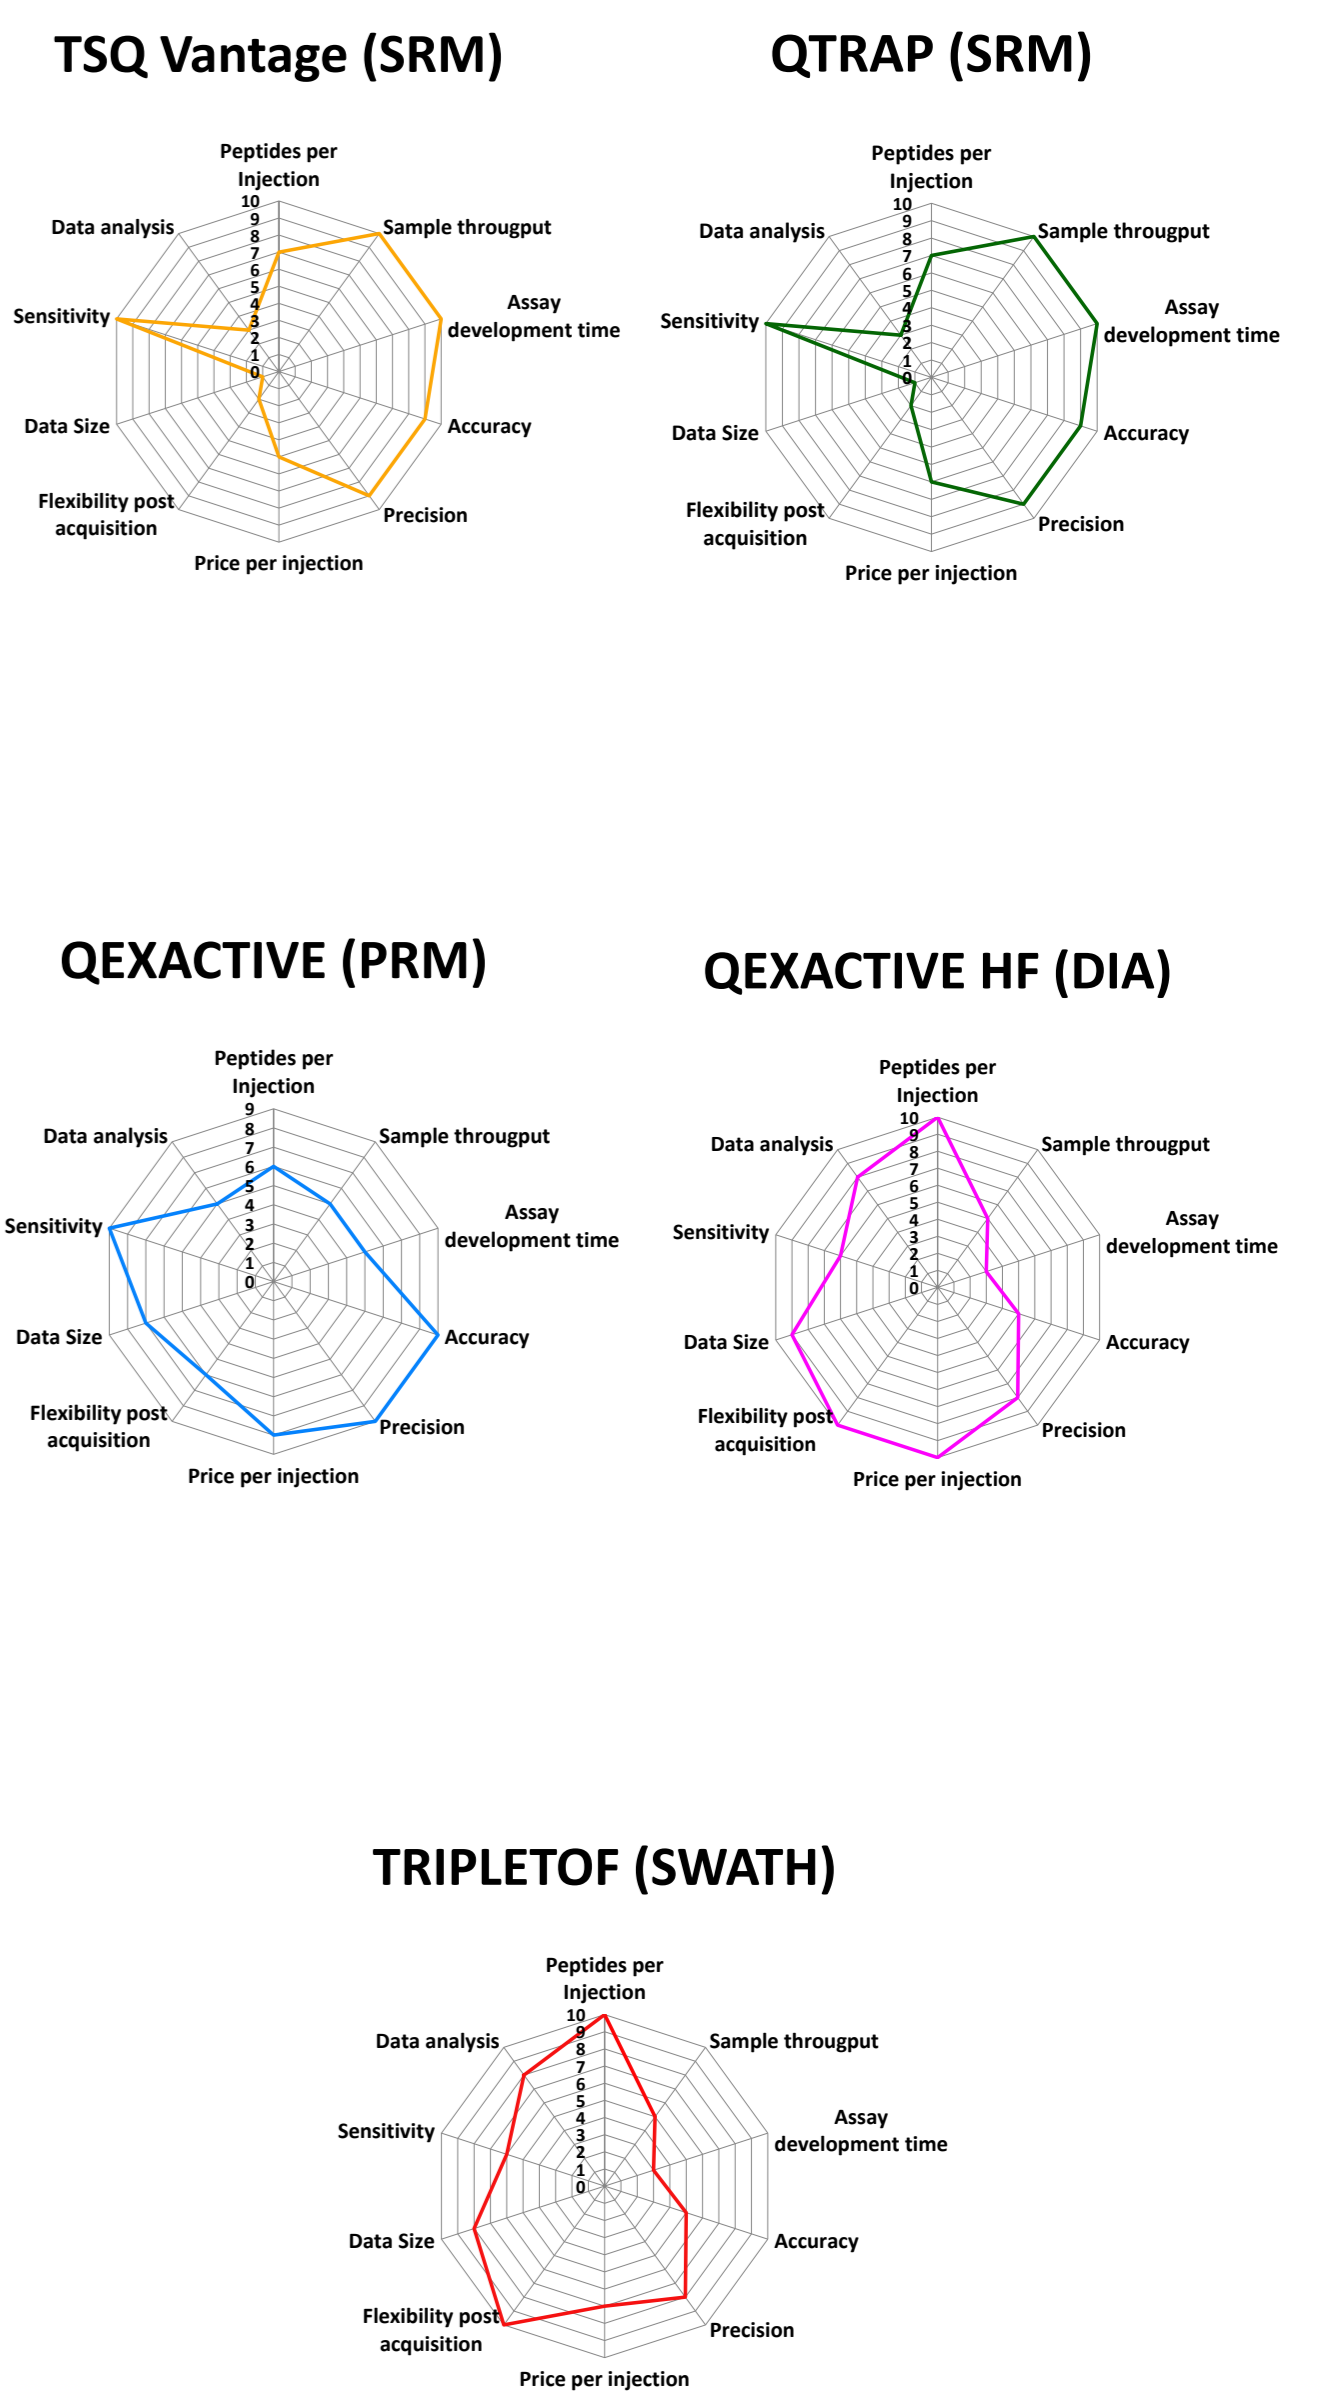 TSQ Vantage (SRM)
Peptides per
Injection
10
9
8
7
6
5
4
3
2
1
0
Sample througput
Assay
development time
Accuracy
Precision
Price per injection
Flexibility post
acquisition
Data Size
Sensitivity
Data analysis
QTRAP (SRM)
Peptides per
Injection
10
9
8
7
6
5
4
3
2
1
0
Sample througput
Assay
development time
Accuracy
Precision
Price per injection
Flexibility post
acquisition
Data Size
Sensitivity
Data analysis
QEXACTIVE (PRM)
Peptides per
Injection
9
8
7
6
5
4
3
2
1
0
Sample througput
Assay
development time
Accuracy
Precision
Price per injection
Flexibility post
acquisition
Data Size
Sensitivity
Data analysis
QEXACTIVE HF (DIA)
Peptides per
Injection
10
9
8
7
6
5
4
3
2
1
0
Sample througput
Assay
development time
Accuracy
Precision
Price per injection
Flexibility post
acquisition
Data Size
Sensitivity
Data analysis
TRIPLETOF (SWATH)
Peptides per
Injection
10
9
8
7
6
5
4
3
2
1
0
Sample througput
Assay
development time
Accuracy
Precision
Price per injection
Flexibility post
acquisition
Data Size
Sensitivity
Data analysis